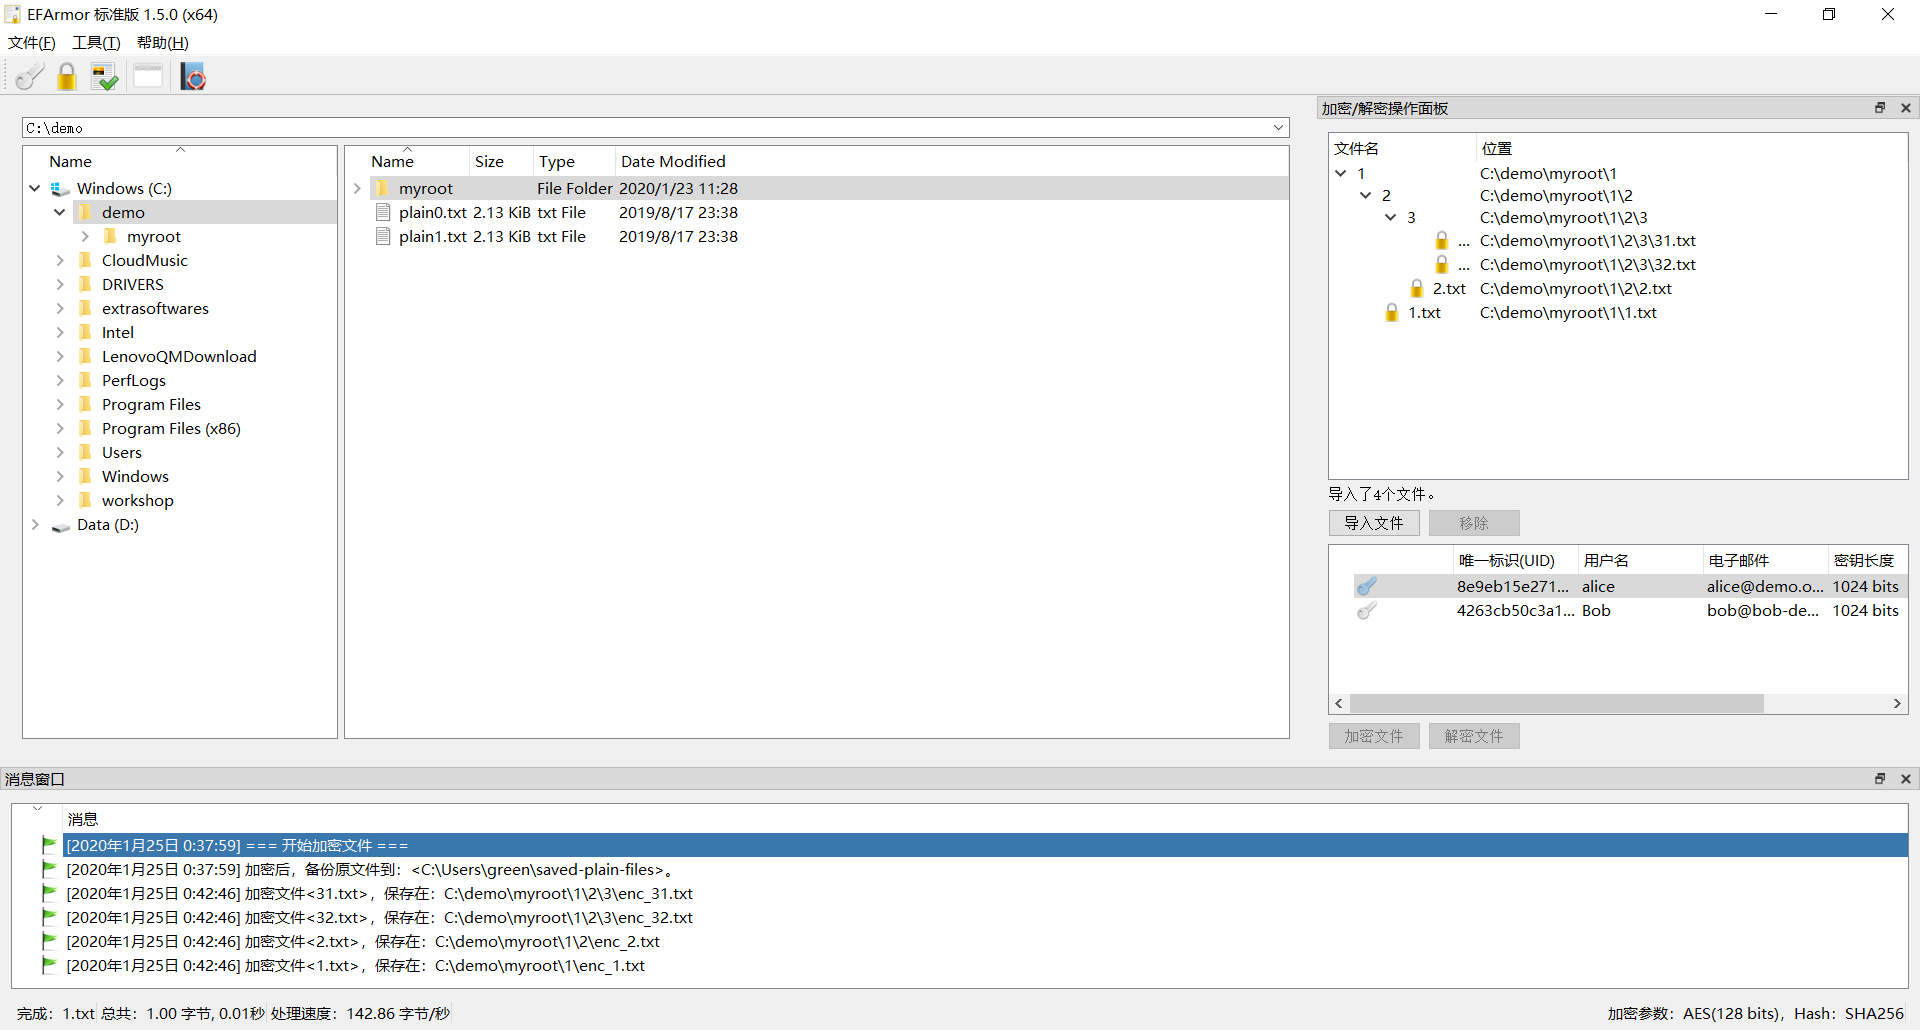 EFArmor 标准版 1.5.0 (x64)
文件(F) 工具(T) 帮助(H)
C:\demo
Name
Windows (C:)
demo
myroot
CloudMusic
DRIVERS
extrasoftwares
Intel
LenovoQMDownload
PerfLogs
Program Files
Program Files (x86)
Users
Windows
workshop
Data (D:)
Name Size Type Date Modified
myroot File Folder 2020/1/23 11:28
plain0.txt 2.13 KiB txt File 2019/8/17 23:38
plain1.txt 2.13 KiB txt File 2019/8/17 23:38
加密/解密操作面板
文件名 位置
1 C:\demo\myroot\1
2 C:\demo\myroot\1\2
3 C:\demo\myroot\1\2\3
... C:\demo\myroot\1\2\3\31.txt
... C:\demo\myroot\1\2\3\32.txt
2.txt C:\demo\myroot\1\2\2.txt
1.txt C:\demo\myroot\1\1.txt
导入了4个文件。
导入文件 移除
唯一标识(UID) 用户名 电子邮件 密钥长度
8e9eb15e271... alice alice@demo.o... 1024 bits
4263cb50c3a1... Bob bob@bob-de... 1024 bits
加密文件 解密文件
消息窗口
消息
[2020年1月25日 0:37:59] === 开始加密文件 ===
[2020年1月25日 0:37:59] 加密后，备份原文件到：<C:\Users\green\saved-plain-files>。
[2020年1月25日 0:42:46] 加密文件<31.txt>，保存在：C:\demo\myroot\1\2\3\enc_31.txt
[2020年1月25日 0:42:46] 加密文件<32.txt>，保存在：C:\demo\myroot\1\2\3\enc_32.txt
[2020年1月25日 0:42:46] 加密文件<2.txt>，保存在：C:\demo\myroot\1\2\enc_2.txt
[2020年1月25日 0:42:46] 加密文件<1.txt>，保存在：C:\demo\myroot\1\enc_1.txt
完成：1.txt 总共：1.00 字节, 0.01秒 处理速度：142.86 字节/秒
加密参数：AES(128 bits)，Hash：SHA256